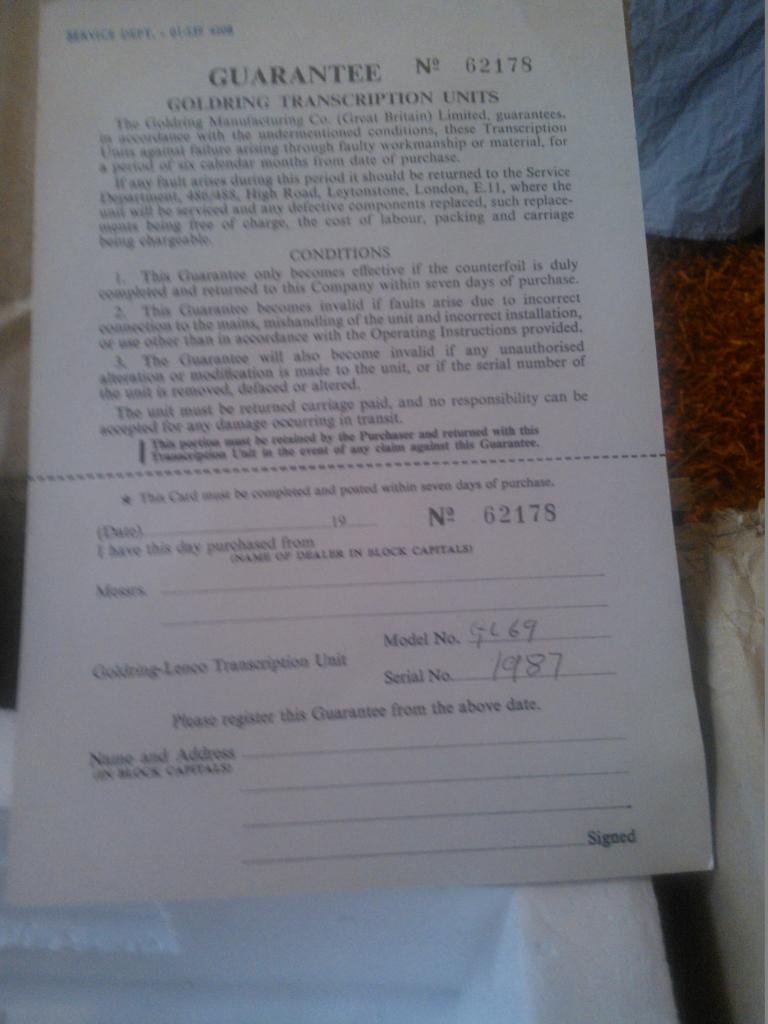 SERVICE DEPT. - 01-539
GUARANTEE Nº 62178
GOLDRING TRANSCRIPTION UNITS
The Goldring Manufacturing Co. (Great Britain) Limited, guarantees,
in accordance with the undermentioned conditions, these Transcription
Units against failure arising through faulty workmanship or material, for
a period of six calendar months from date of purchase.
If any fault arises during this period it should be returned to the Service
Department, 486/488, High Road, Leytonstone, London, E.11, where the
unit will be serviced and any defective components replaced, such replace-
ments being free of charge, the cost of labour, packing and carriage
being chargeable.
CONDITIONS
1. This Guarantee only becomes effective if the counterfoil is duly
completed and returned to this Company within seven days of purchase.
2. This Guarantee becomes invalid if faults arise due to incorrect
connection to the mains, mishandling of the unit and incorrect installation,
or use other than in accordance with the Operating Instructions provided.
3. The Guarantee will also become invalid if any unauthorised
alteration or modification is made to the unit, or if the serial number of
the unit is removed, defaced or altered.
The unit must be returned carriage paid, and no responsibility can be
accepted for any damage occurring in transit.
This portion must be retained by the Purchaser and returned with this
Transcription Unit in the event of any claim against this Guarantee.
★ This Card must be completed and posted within seven days of purchase.
(Date) 19 Nº 62178
I have this day purchased from
(NAME OF DEALER IN BLOCK CAPITALS)
Messrs.
Model No. GL69
Goldring-Lenco Transcription Unit
Serial No. 1987
Please register this Guarantee from the above date.
Name and Address
(IN BLOCK CAPITALS)
Signed